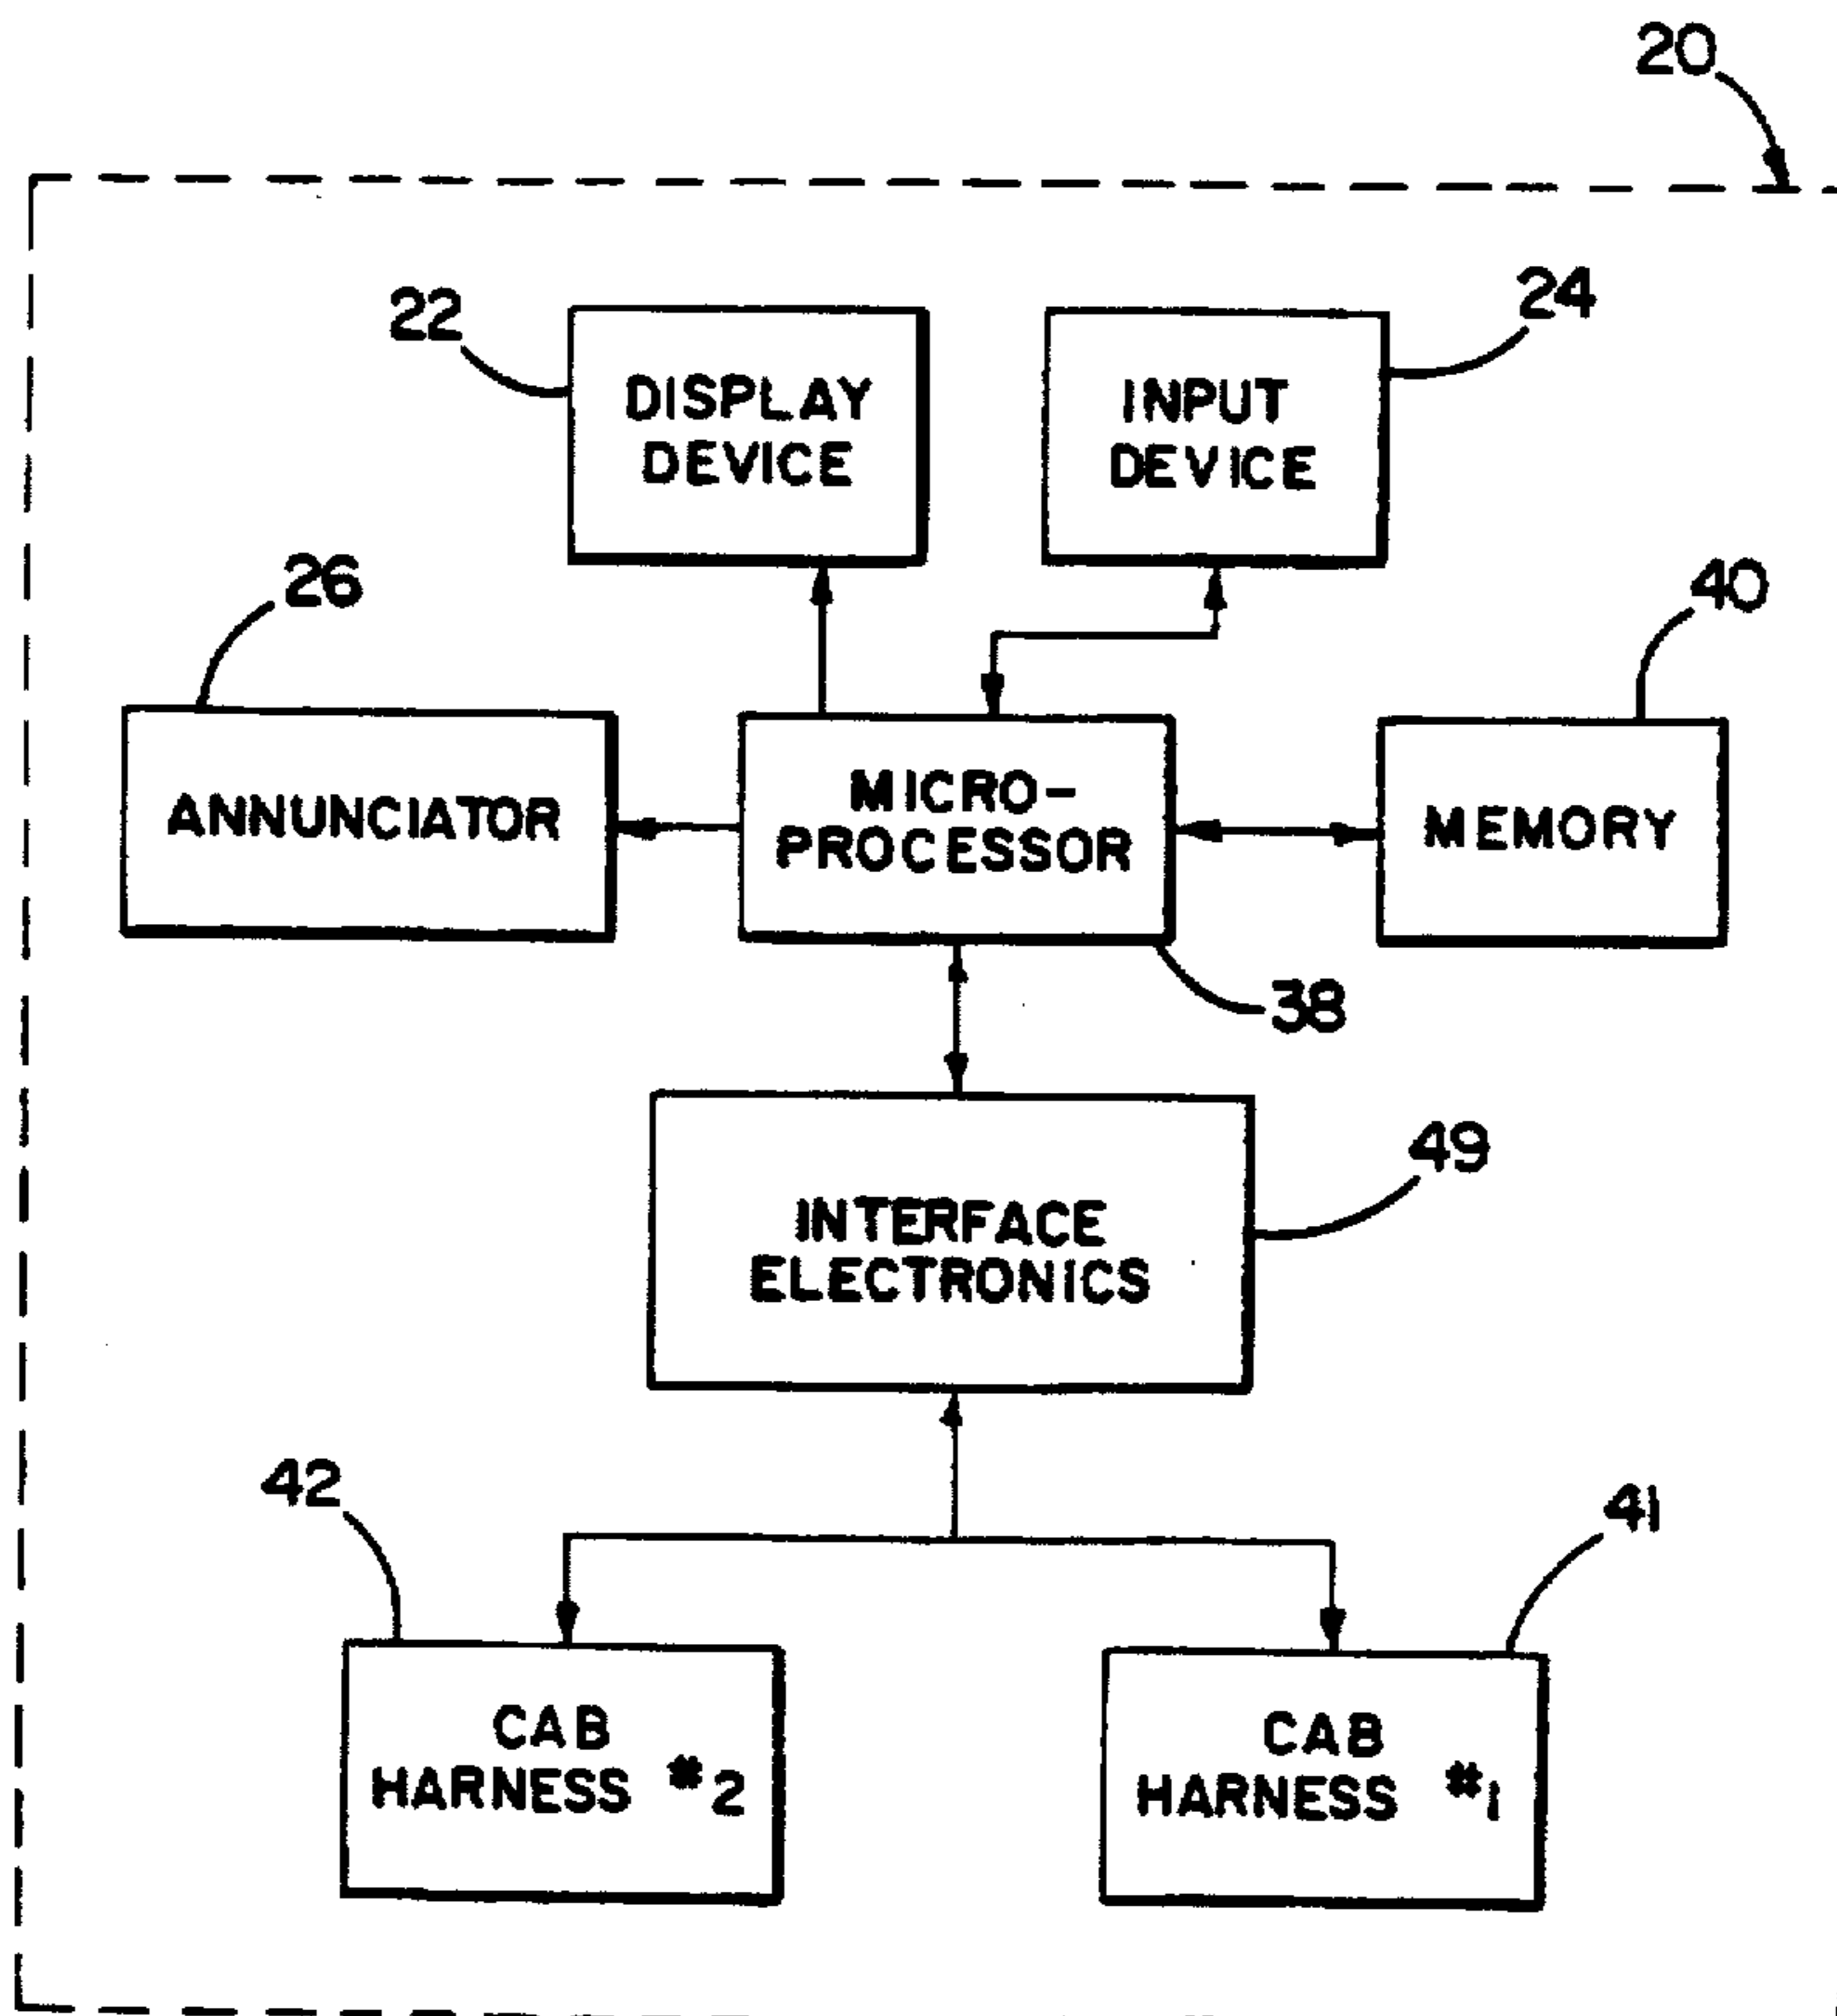 20
22
24
DISPLAY
DEVICE
INPUT
DEVICE
26
40
ANNUNCIATOR
MICRO-
PROCESSOR
MEMORY
38
49
INTERFACE
ELECTRONICS
42
41
CAB
HARNESS #2
CAB
HARNESS #1